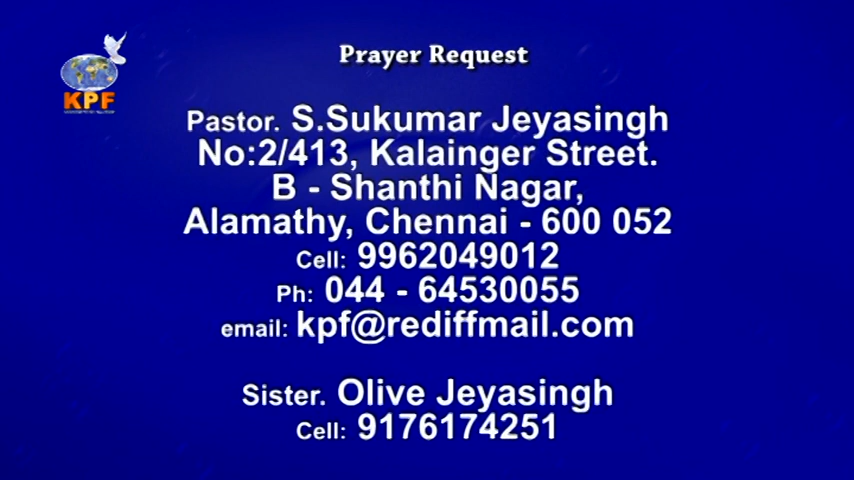 Prayer Request
KPF
Pastor. S.Sukumar Jeyasingh
No:2/413, Kalainger Street.
B - Shanthi Nagar,
Alamathy, Chennai - 600 052
Cell: 9962049012
Ph: 044 - 64530055
email: kpf@rediffmail.com
Sister. Olive Jeyasingh
Cell: 9176174251